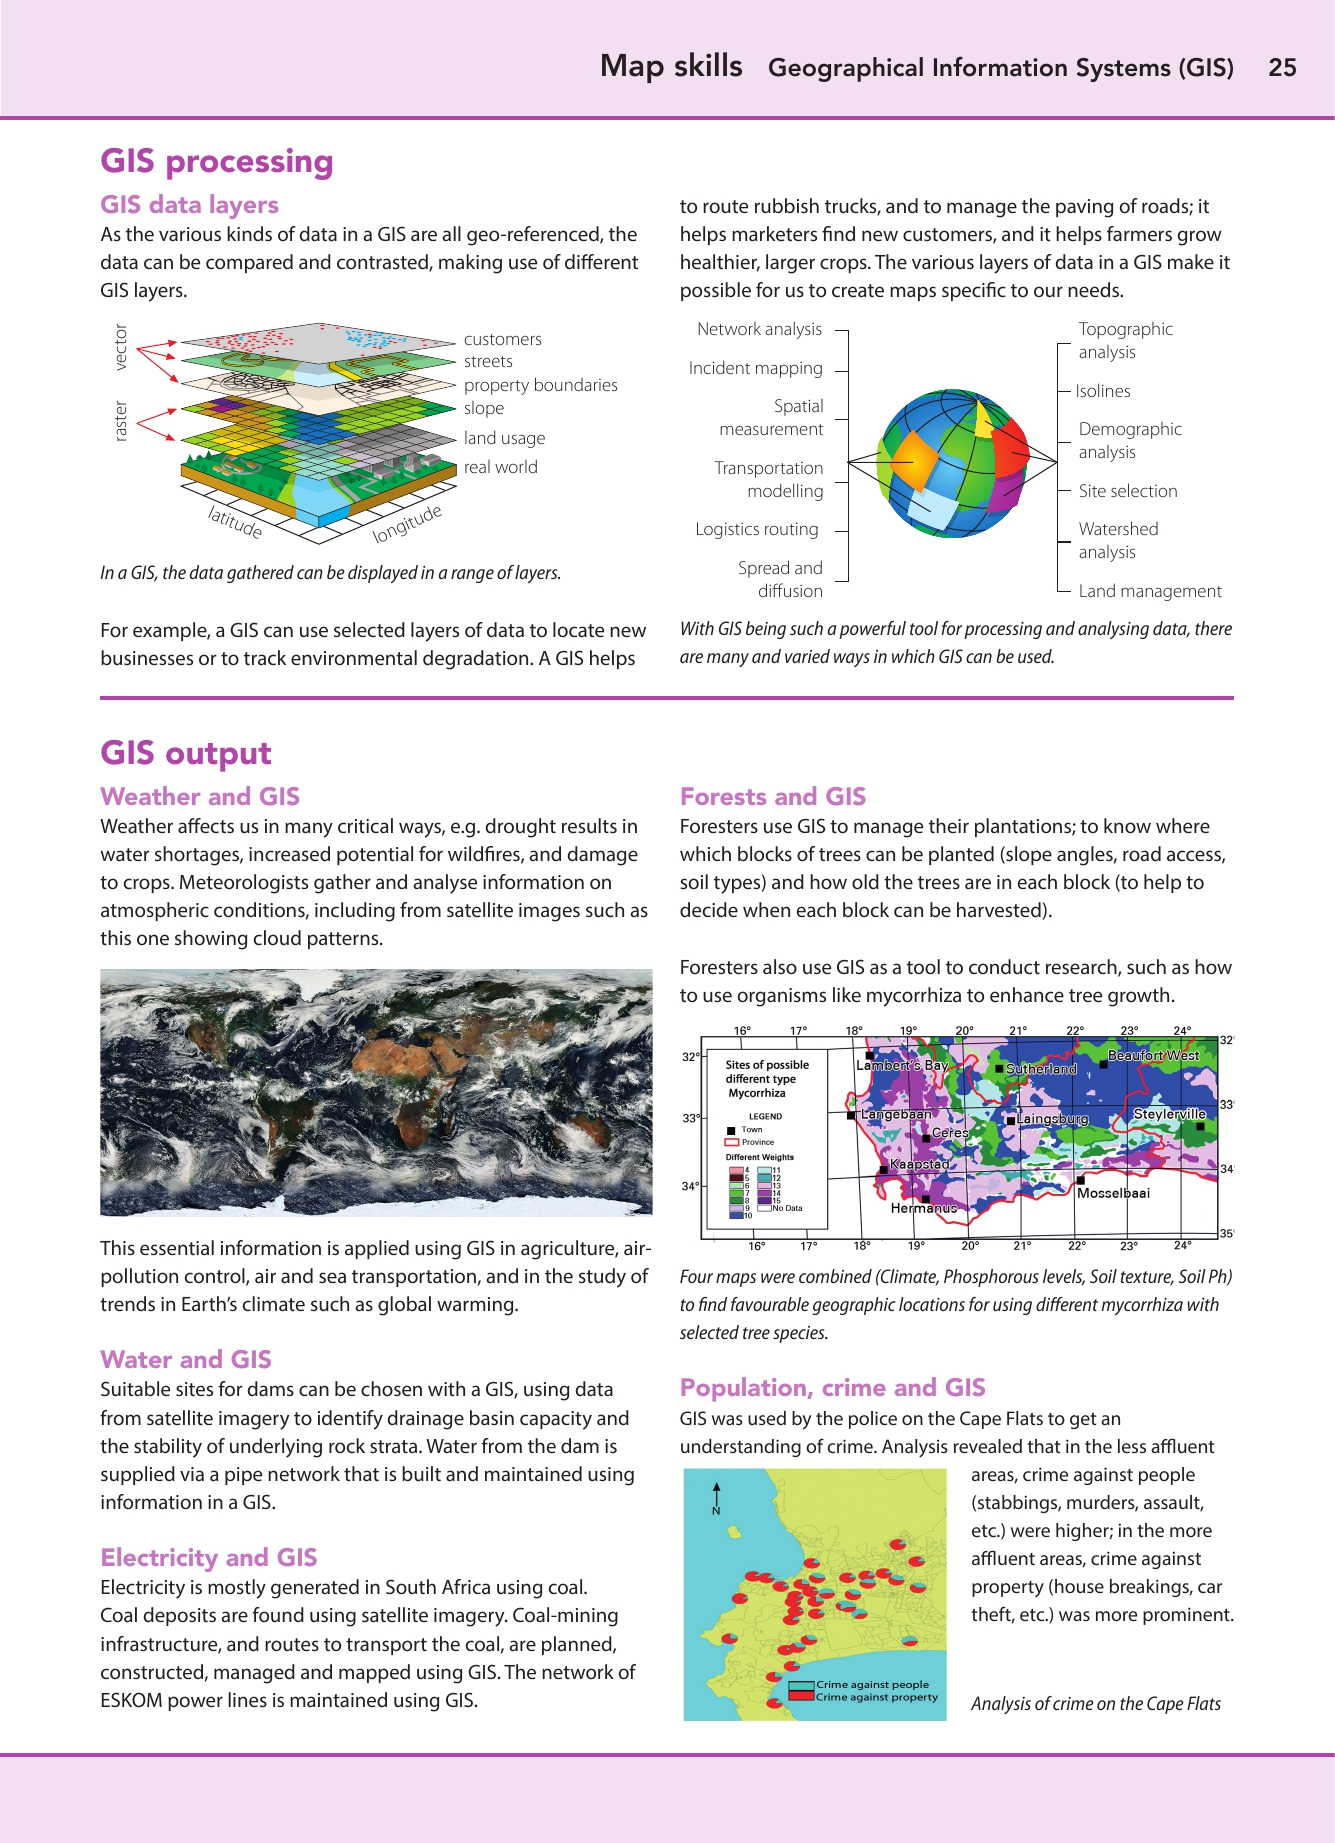 Map skills Geographical Information Systems (GIS) 25
GIS processing
GIS data layers
As the various kinds of data in a GIS are all geo-referenced, the
data can be compared and contrasted, making use of different
GIS layers.
vector
raster
customers
streets
property boundaries
slope
land usage
real world
latitude
longitude
In a GIS, the data gathered can be displayed in a range of layers.
For example, a GIS can use selected layers of data to locate new
businesses or to track environmental degradation. A GIS helps
to route rubbish trucks, and to manage the paving of roads; it
helps marketers find new customers, and it helps farmers grow
healthier, larger crops. The various layers of data in a GIS make it
possible for us to create maps specific to our needs.
Network analysis
Incident mapping
Spatial
measurement
Transportation
modelling
Logistics routing
Spread and
diffusion
Topographic
analysis
Isolines
Demographic
analysis
Site selection
Watershed
analysis
Land management
With GIS being such a powerful tool for processing and analysing data, there
are many and varied ways in which GIS can be used.
GIS output
Weather and GIS
Weather affects us in many critical ways, e.g. drought results in
water shortages, increased potential for wildfires, and damage
to crops. Meteorologists gather and analyse information on
atmospheric conditions, including from satellite images such as
this one showing cloud patterns.
This essential information is applied using GIS in agriculture, air-
pollution control, air and sea transportation, and in the study of
trends in Earth's climate such as global warming.
Water and GIS
Suitable sites for dams can be chosen with a GIS, using data
from satellite imagery to identify drainage basin capacity and
the stability of underlying rock strata. Water from the dam is
supplied via a pipe network that is built and maintained using
information in a GIS.
Electricity and GIS
Electricity is mostly generated in South Africa using coal.
Coal deposits are found using satellite imagery. Coal-mining
infrastructure, and routes to transport the coal, are planned,
constructed, managed and mapped using GIS. The network of
ESKOM power lines is maintained using GIS.
Forests and GIS
Foresters use GIS to manage their plantations; to know where
which blocks of trees can be planted (slope angles, road access,
soil types) and how old the trees are in each block (to help to
decide when each block can be harvested).
Foresters also use GIS as a tool to conduct research, such as how
to use organisms like mycorrhiza to enhance tree growth.
16° 17° 18° 19° 20° 21° 22° 23° 24°
32° 32°
33° 33°
34° 34°
35°
Sites of possible
different type
Mycorrhiza
LEGEND
Town
Province
Different Weights
4 11
5 12
6 13
7 14
8 15
9 No Data
10
Lambert's Bay
Sutherland
Beaufort West
Langebaan
Laingsburg
Steylerville
Ceres
Kaapstad
Mosselbaai
Hermanus
16° 17° 18° 19° 20° 21° 22° 23° 24°
Four maps were combined (Climate, Phosphorous levels, Soil texture, Soil Ph)
to find favourable geographic locations for using different mycorrhiza with
selected tree species.
Population, crime and GIS
GIS was used by the police on the Cape Flats to get an
understanding of crime. Analysis revealed that in the less affluent
areas, crime against people
(stabbings, murders, assault,
etc.) were higher; in the more
affluent areas, crime against
property (house breakings, car
theft, etc.) was more prominent.
N
Crime against people
Crime against property
Analysis of crime on the Cape Flats